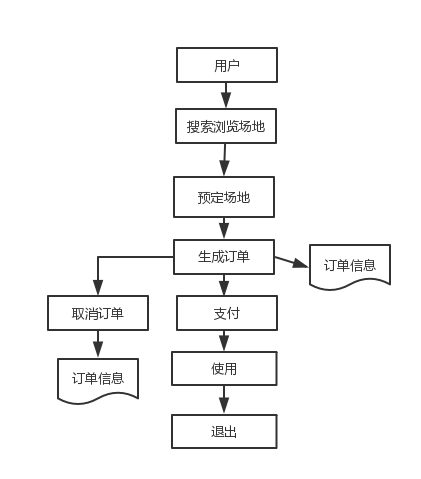 用户
搜索浏览场地
预定场地
生成订单
订单信息
取消订单
支付
订单信息
使用
退出